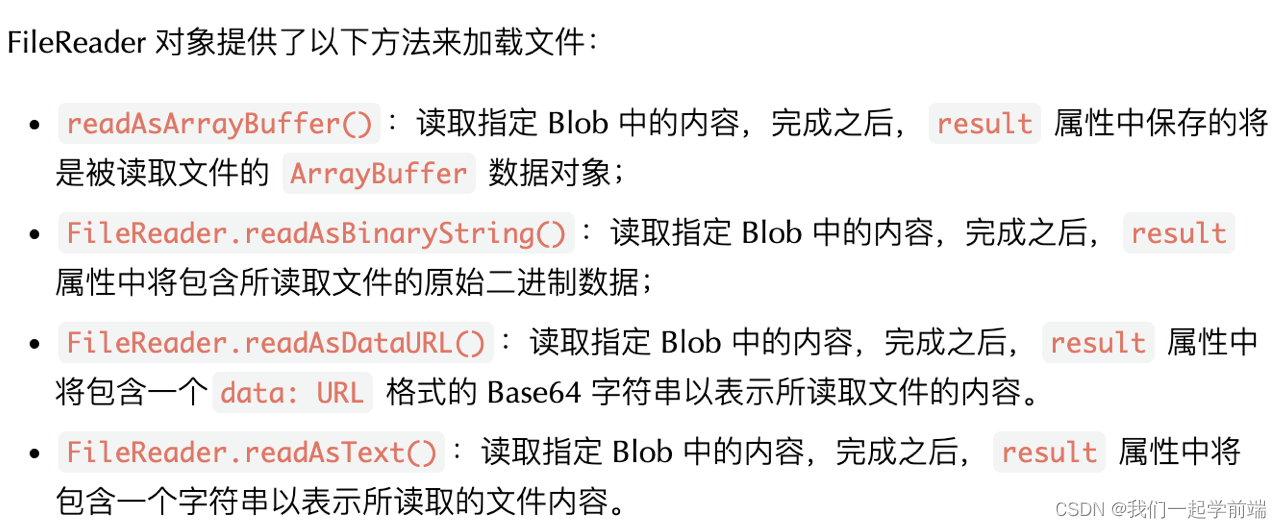 FileReader 对象提供了以下方法来加载文件：
• readAsArrayBuffer()：读取指定 Blob 中的内容，完成之后，result 属性中保存的将
是被读取文件的 ArrayBuffer 数据对象；
• FileReader.readAsBinaryString()：读取指定 Blob 中的内容，完成之后，result
属性中将包含所读取文件的原始二进制数据；
• FileReader.readAsDataURL()：读取指定 Blob 中的内容，完成之后，result 属性中
将包含一个 data: URL 格式的 Base64 字符串以表示所读取文件的内容。
• FileReader.readAsText()：读取指定 Blob 中的内容，完成之后，result 属性中将
包含一个字符串以表示所读取的文件内容。
CSDN @我们一起学前端